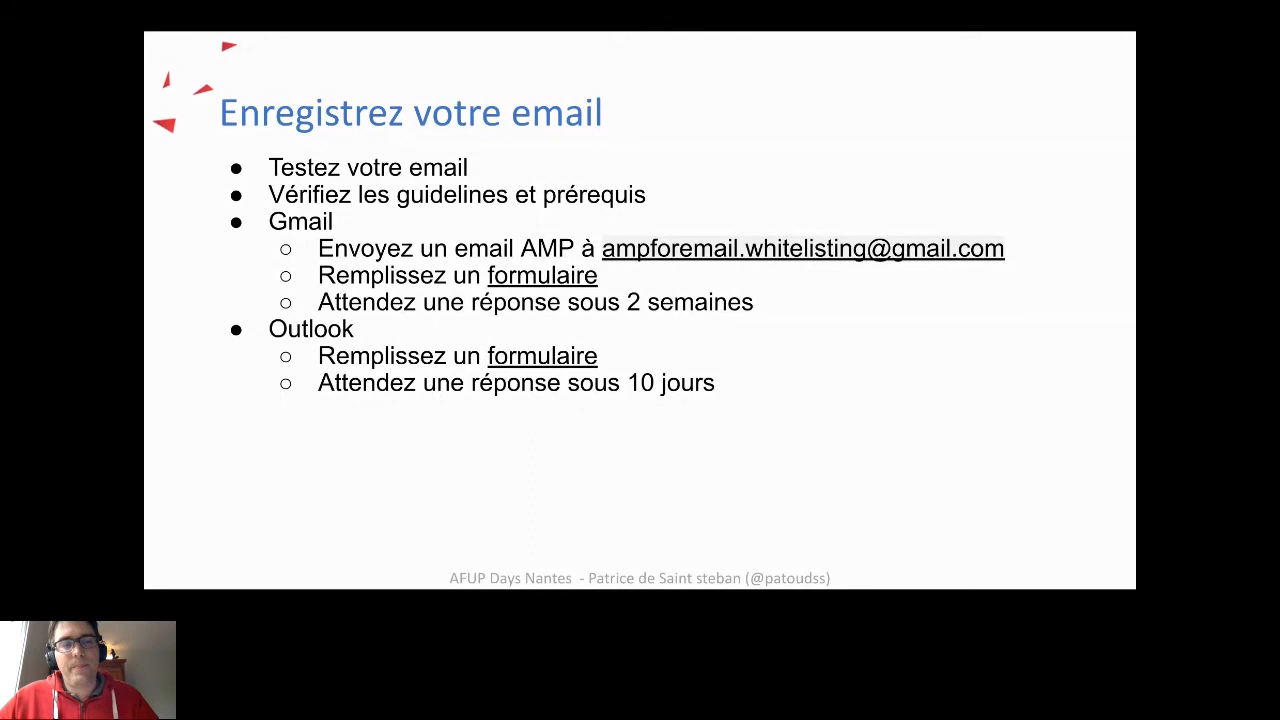 Enregistrez votre email
● Testez votre email
● Vérifiez les guidelines et prérequis
● Gmail
○ Envoyez un email AMP à ampforemail.whitelisting@gmail.com
○ Remplissez un formulaire
○ Attendez une réponse sous 2 semaines
● Outlook
○ Remplissez un formulaire
○ Attendez une réponse sous 10 jours
AFUP Days Nantes - Patrice de Saint steban (@patoudss)